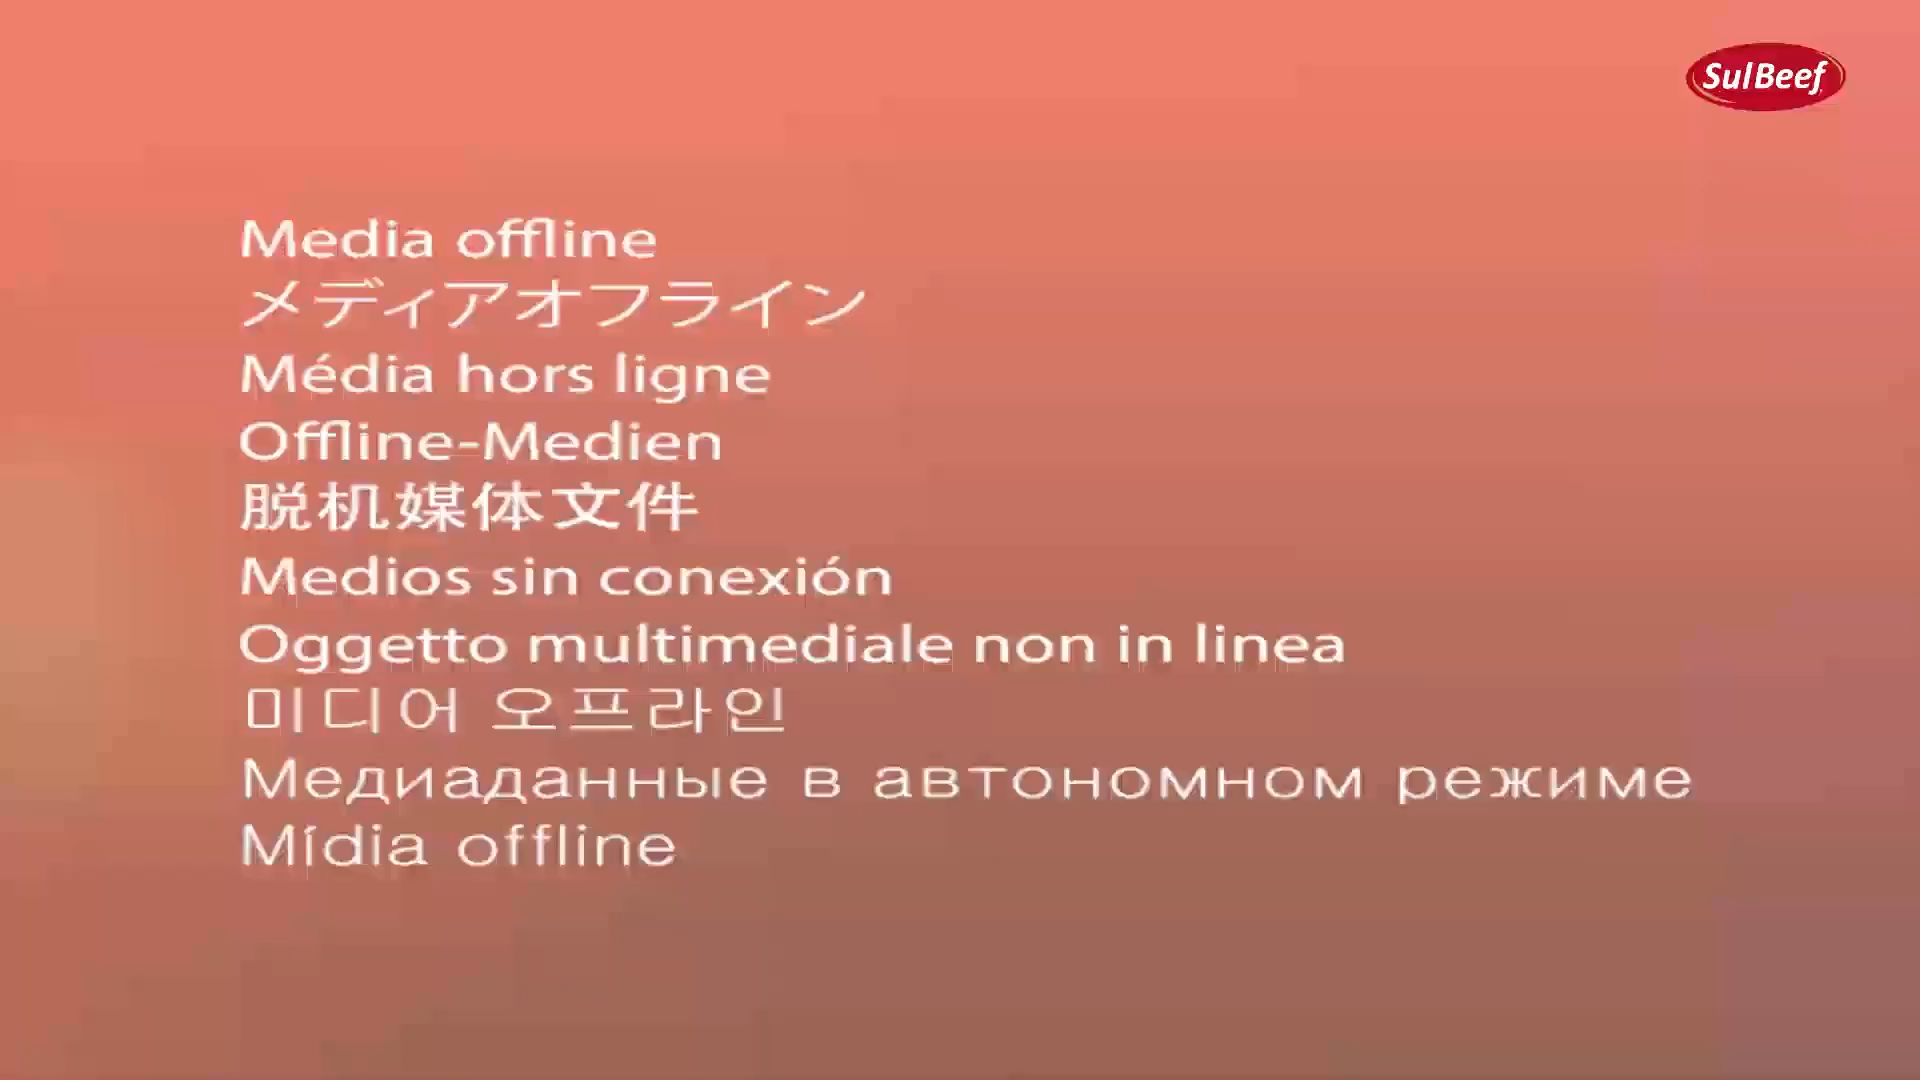 SulBeef
Media offline
メディアオフライン
Média hors ligne
Offline-Medien
脱机媒体文件
Medios sin conexión
Oggetto multimediale non in linea
미디어 오프라인
Медиаданные в автономном режиме
Mídia offline